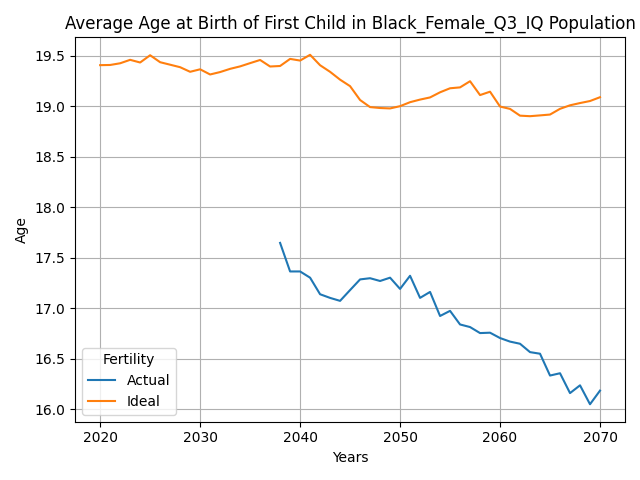 Average Age at Birth of First Child in Black_Female_Q3_IQ Population
19.5
19.0
18.5
18.0
17.5
17.0
16.5
16.0
Age
Fertility
Actual
Ideal
2020 2030 2040 2050 2060 2070
Years